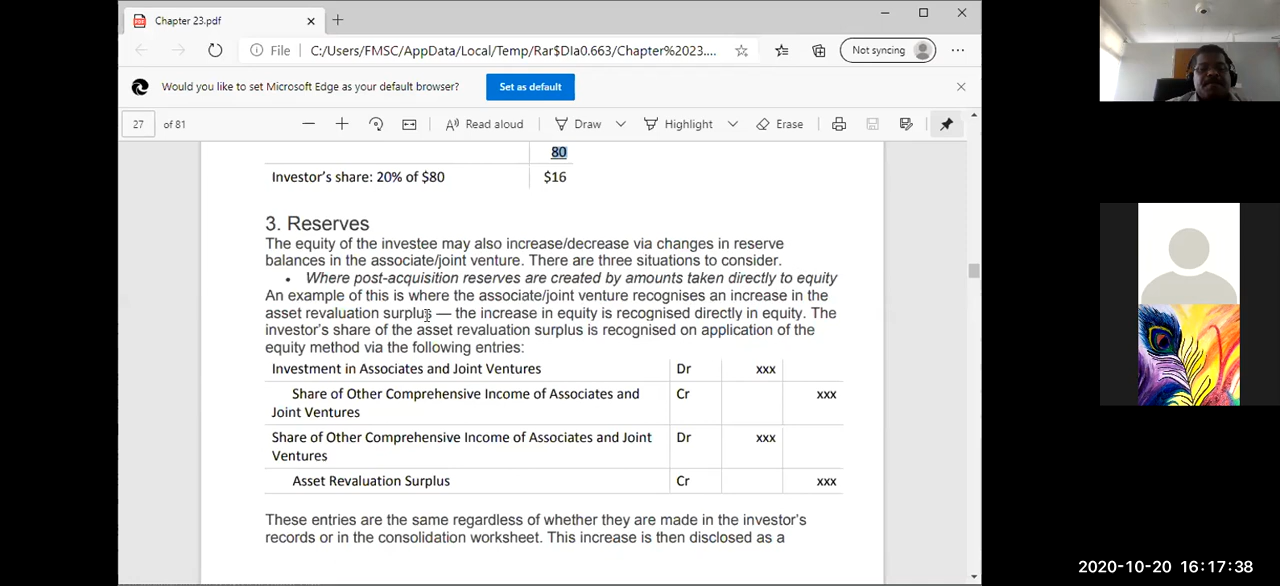 Chapter 23.pdf
File
C:/Users/FMSC/AppData/Local/Temp/Rar$DIa0.663/Chapter%2023....
Not syncing
Would you like to set Microsoft Edge as your default browser?
Set as default
27 of 81
Read aloud
Draw
Highlight
Erase
80
Investor's share: 20% of $80 $16
3. Reserves
The equity of the investee may also increase/decrease via changes in reserve
balances in the associate/joint venture. There are three situations to consider.
• Where post-acquisition reserves are created by amounts taken directly to equity
An example of this is where the associate/joint venture recognises an increase in the
asset revaluation surplus — the increase in equity is recognised directly in equity. The
investor's share of the asset revaluation surplus is recognised on application of the
equity method via the following entries:
Investment in Associates and Joint Ventures Dr xxx
Share of Other Comprehensive Income of Associates and Cr xxx
Joint Ventures
Share of Other Comprehensive Income of Associates and Joint Dr xxx
Ventures
Asset Revaluation Surplus Cr xxx
These entries are the same regardless of whether they are made in the investor's
records or in the consolidation worksheet. This increase is then disclosed as a
2020-10-20 16:17:38